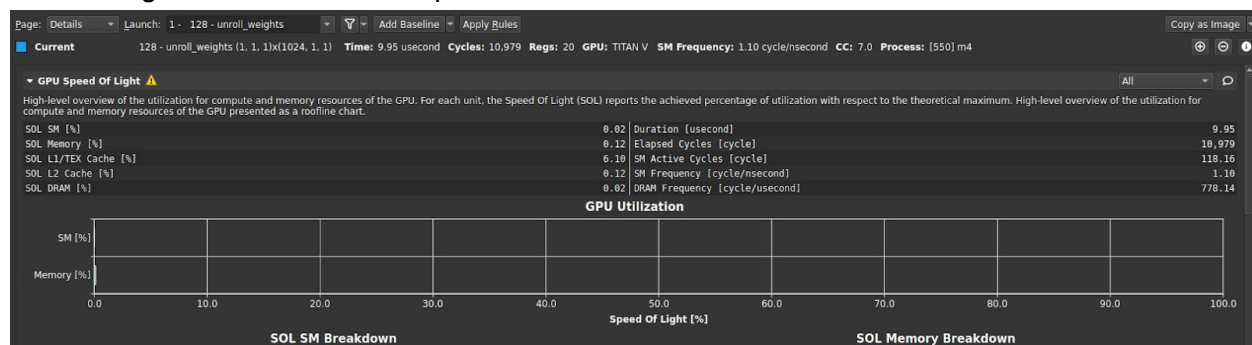 Page: Details Launch: 1 - 128 - unroll_weights Add Baseline Apply Rules Copy as Image
Current 128 - unroll_weights (1, 1, 1)x(1024, 1, 1) Time: 9.95 usecond Cycles: 10,979 Regs: 20 GPU: TITAN V SM Frequency: 1.10 cycle/nsecond CC: 7.0 Process: [550] m4
GPU Speed Of Light All
High-level overview of the utilization for compute and memory resources of the GPU. For each unit, the Speed Of Light (SOL) reports the achieved percentage of utilization with respect to the theoretical maximum. High-level overview of the utilization for
compute and memory resources of the GPU presented as a roofline chart.
SOL SM [%] 0.02 Duration [usecond] 9.95
SOL Memory [%] 0.12 Elapsed Cycles [cycle] 10,979
SOL L1/TEX Cache [%] 6.10 SM Active Cycles [cycle] 118.16
SOL L2 Cache [%] 0.12 SM Frequency [cycle/nsecond] 1.10
SOL DRAM [%] 0.02 DRAM Frequency [cycle/usecond] 778.14
GPU Utilization
SM [%]
Memory [%]
0.0 10.0 20.0 30.0 40.0 50.0 60.0 70.0 80.0 90.0 100.0
Speed Of Light [%]
SOL SM Breakdown SOL Memory Breakdown